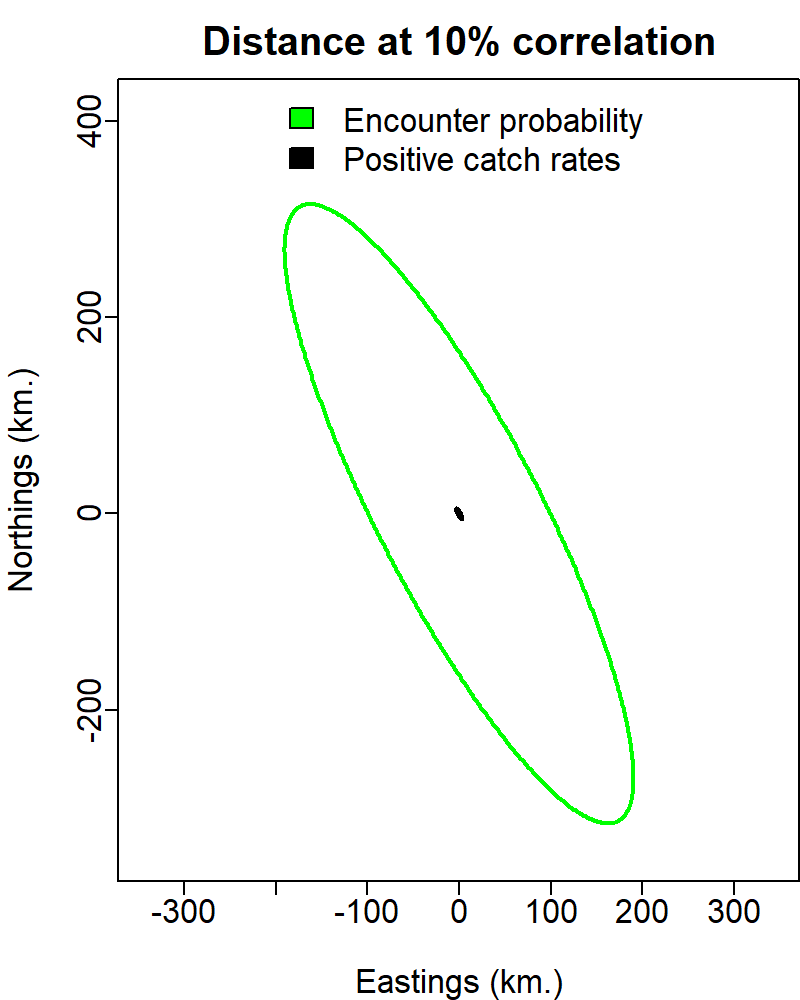 Distance at 10% correlation
Encounter probability
Positive catch rates
400
200
0
-200
Northings (km.)
-300 -100 0 100 200 300
Eastings (km.)